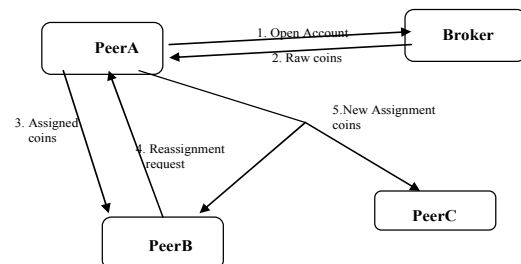 PeerA
1. Open Account
Broker
2. Raw coins
5.New Assignment
coins
3. Assigned
coins
4. Reassignment
request
PeerC
PeerB